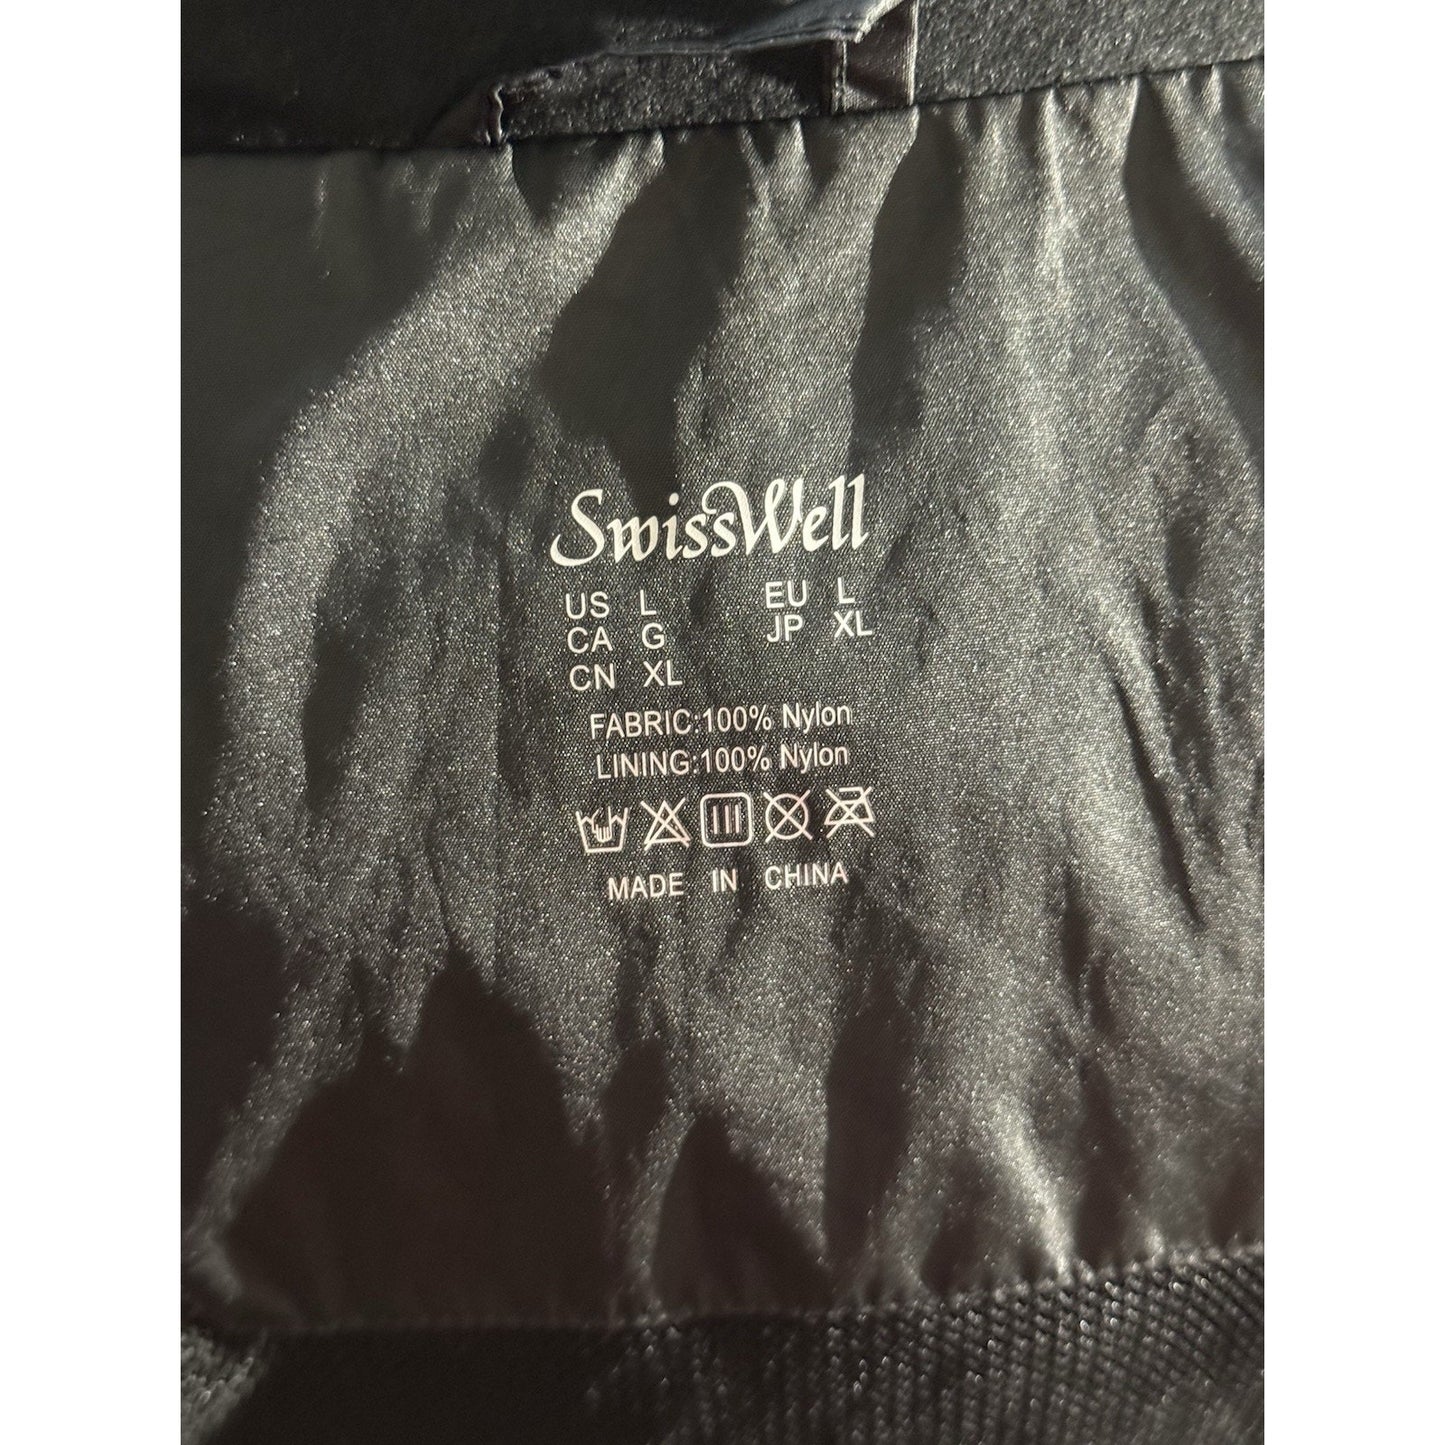 SwissWell
US L EU L
CA G JP XL
CN XL
FABRIC:100% Nylon
LINING:100% Nylon
MADE IN CHINA